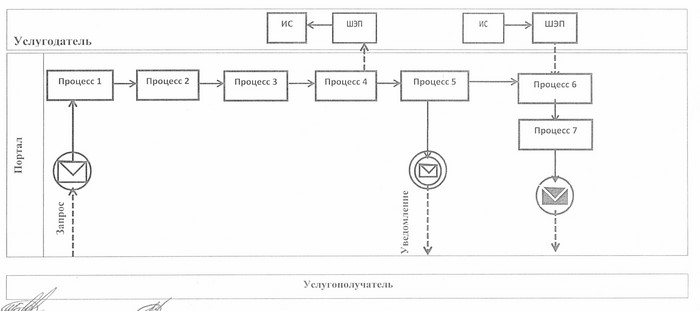 ИС
ШЭП
ИС
ШЭП
Услугодатель
Процесс 1
Процесс 2
Процесс 3
Процесс 4
Процесс 5
Процесс 6
Процесс 7
Портал
Запрос
Уведомление
Услугополучатель